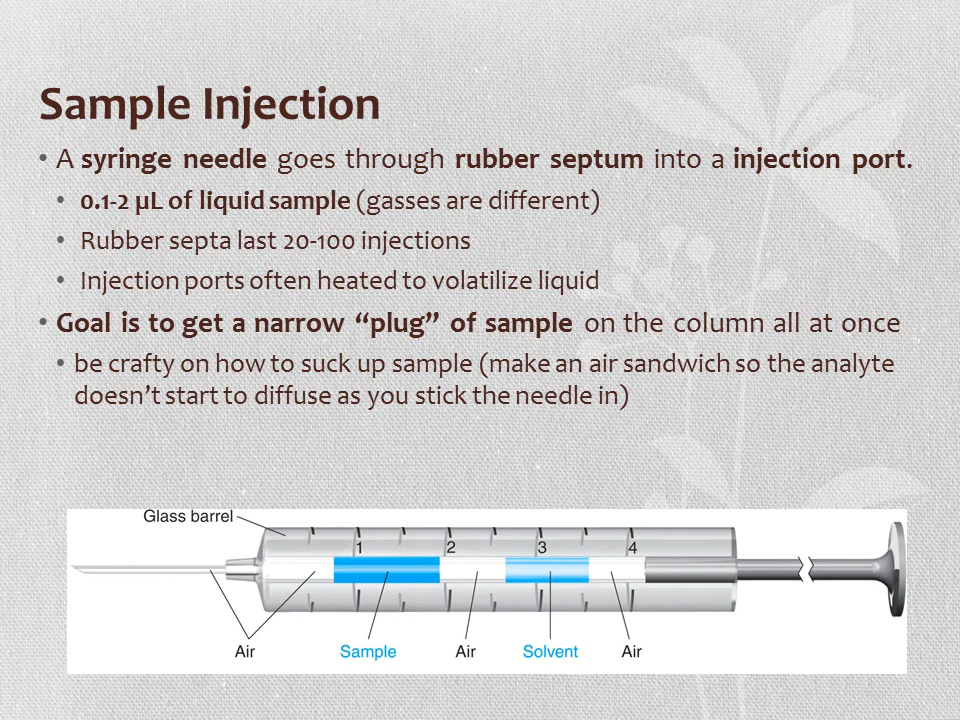 Sample Injection
• A syringe needle goes through rubber septum into a injection port.
• 0.1-2 μL of liquid sample (gasses are different)
• Rubber septa last 20-100 injections
• Injection ports often heated to volatilize liquid
• Goal is to get a narrow “plug” of sample on the column all at once
• be crafty on how to suck up sample (make an air sandwich so the analyte
doesn’t start to diffuse as you stick the needle in)
Glass barrel
1 2 3 4
Air Sample Air Solvent Air